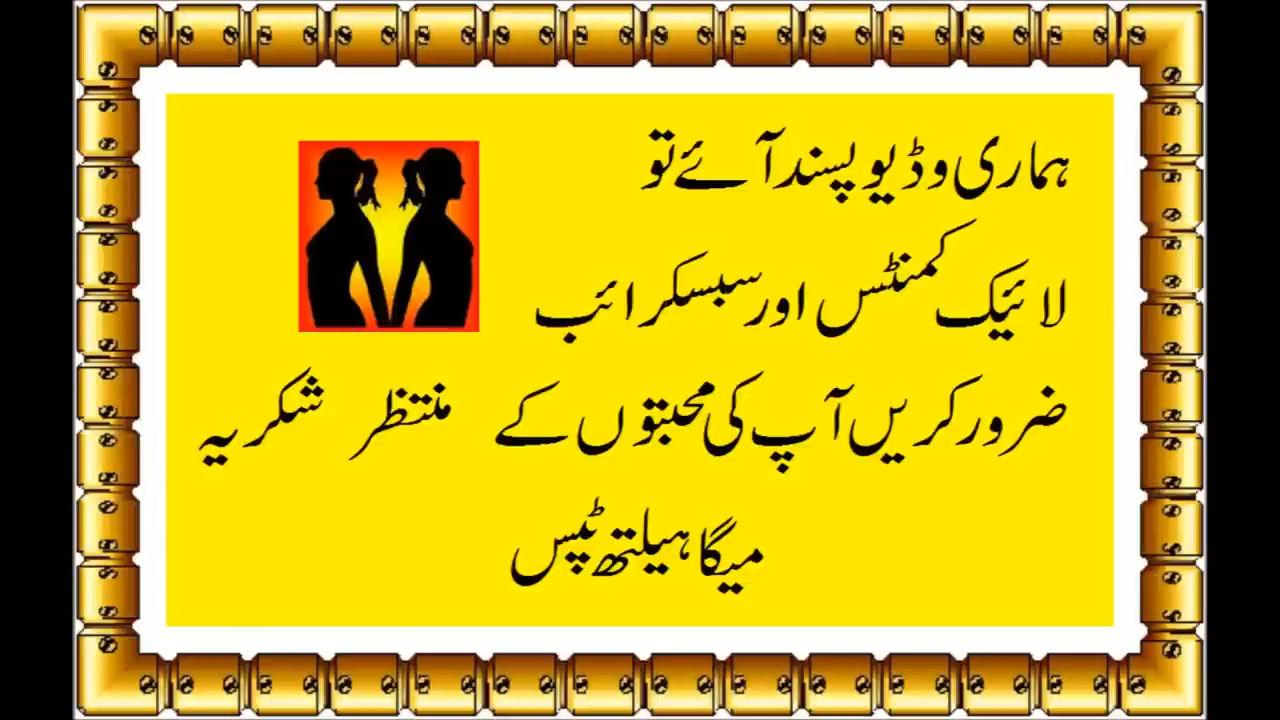 ہماری وڈیو پسند آئے تو
لائیک کمنٹس اور سبسکرائب
ضرور کریں آپ کی محبتوں کے منتظر شکریہ
میگا ہیلتھ ٹپس